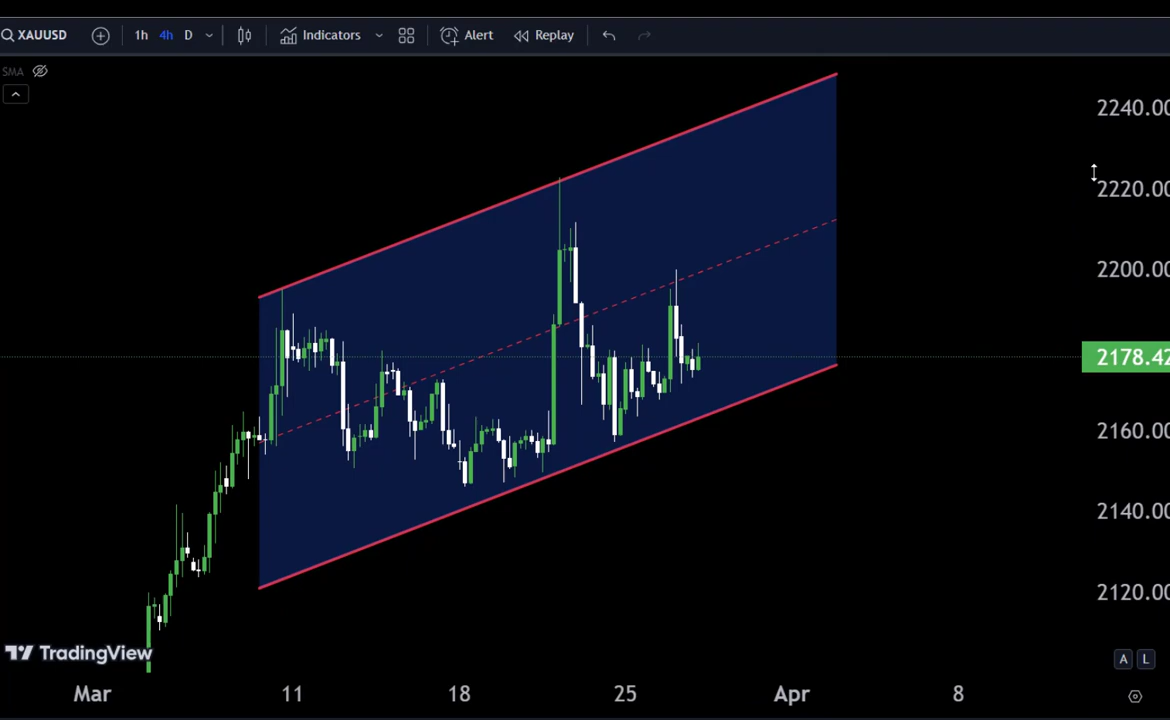 XAUUSD 1h 4h D Indicators Alert Replay
SMA
2240.00
2220.00
2200.00
2178.42
2160.00
2140.00
2120.00
TradingView
A L
Mar 11 18 25 Apr 8